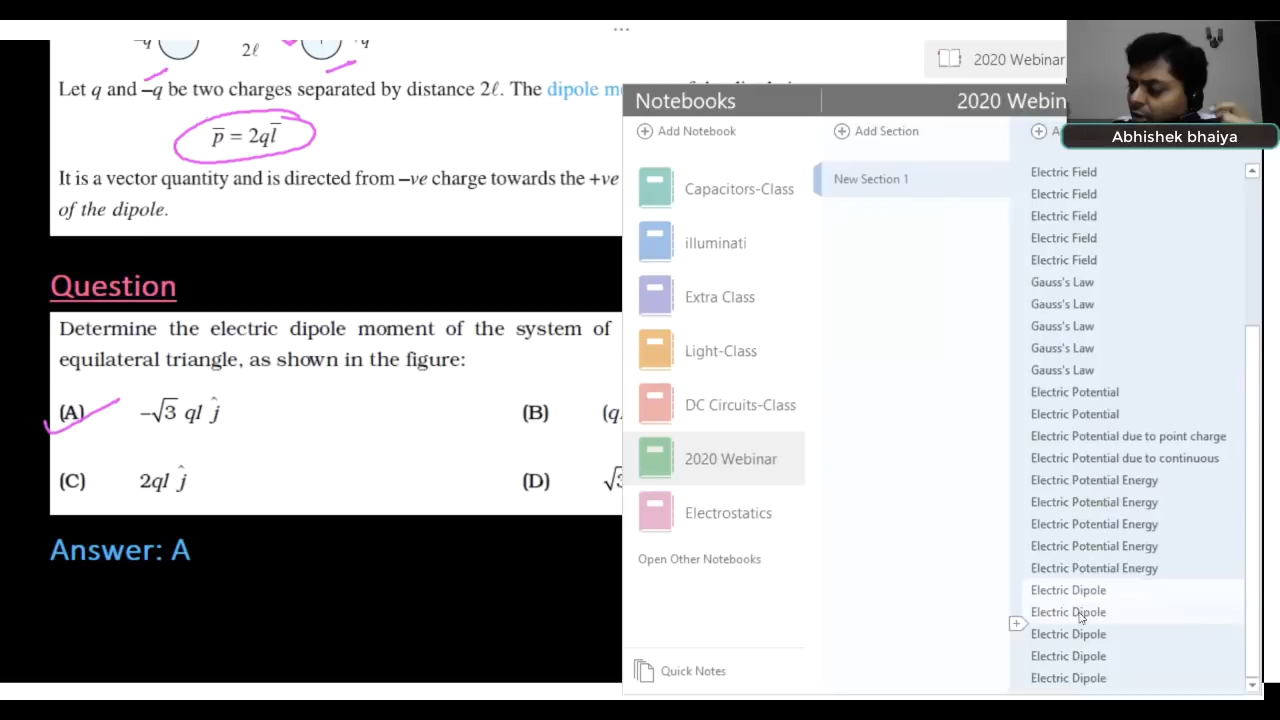 −q 2ℓ +q
Let q and –q be two charges separated by distance 2ℓ. The dipole m
p̅ = 2ql̅
It is a vector quantity and is directed from –ve charge towards the +ve
of the dipole.
Question
Determine the electric dipole moment of the system of
equilateral triangle, as shown in the figure:
(A) –√3 ql ĵ (B) (q
(C) 2ql ĵ (D) √3
Answer: A
...
2020 Webinar
Notebooks
2020 Webin
Abhishek bhaiya
Add Notebook
Add Section
Capacitors-Class
illuminati
Extra Class
Light-Class
DC Circuits-Class
2020 Webinar
Electrostatics
Open Other Notebooks
Quick Notes
New Section 1
Electric Field
Electric Field
Electric Field
Electric Field
Electric Field
Gauss's Law
Gauss's Law
Gauss's Law
Gauss's Law
Gauss's Law
Electric Potential
Electric Potential
Electric Potential due to point charge
Electric Potential due to continuous
Electric Potential Energy
Electric Potential Energy
Electric Potential Energy
Electric Potential Energy
Electric Potential Energy
Electric Dipole
Electric Dipole
Electric Dipole
Electric Dipole
Electric Dipole